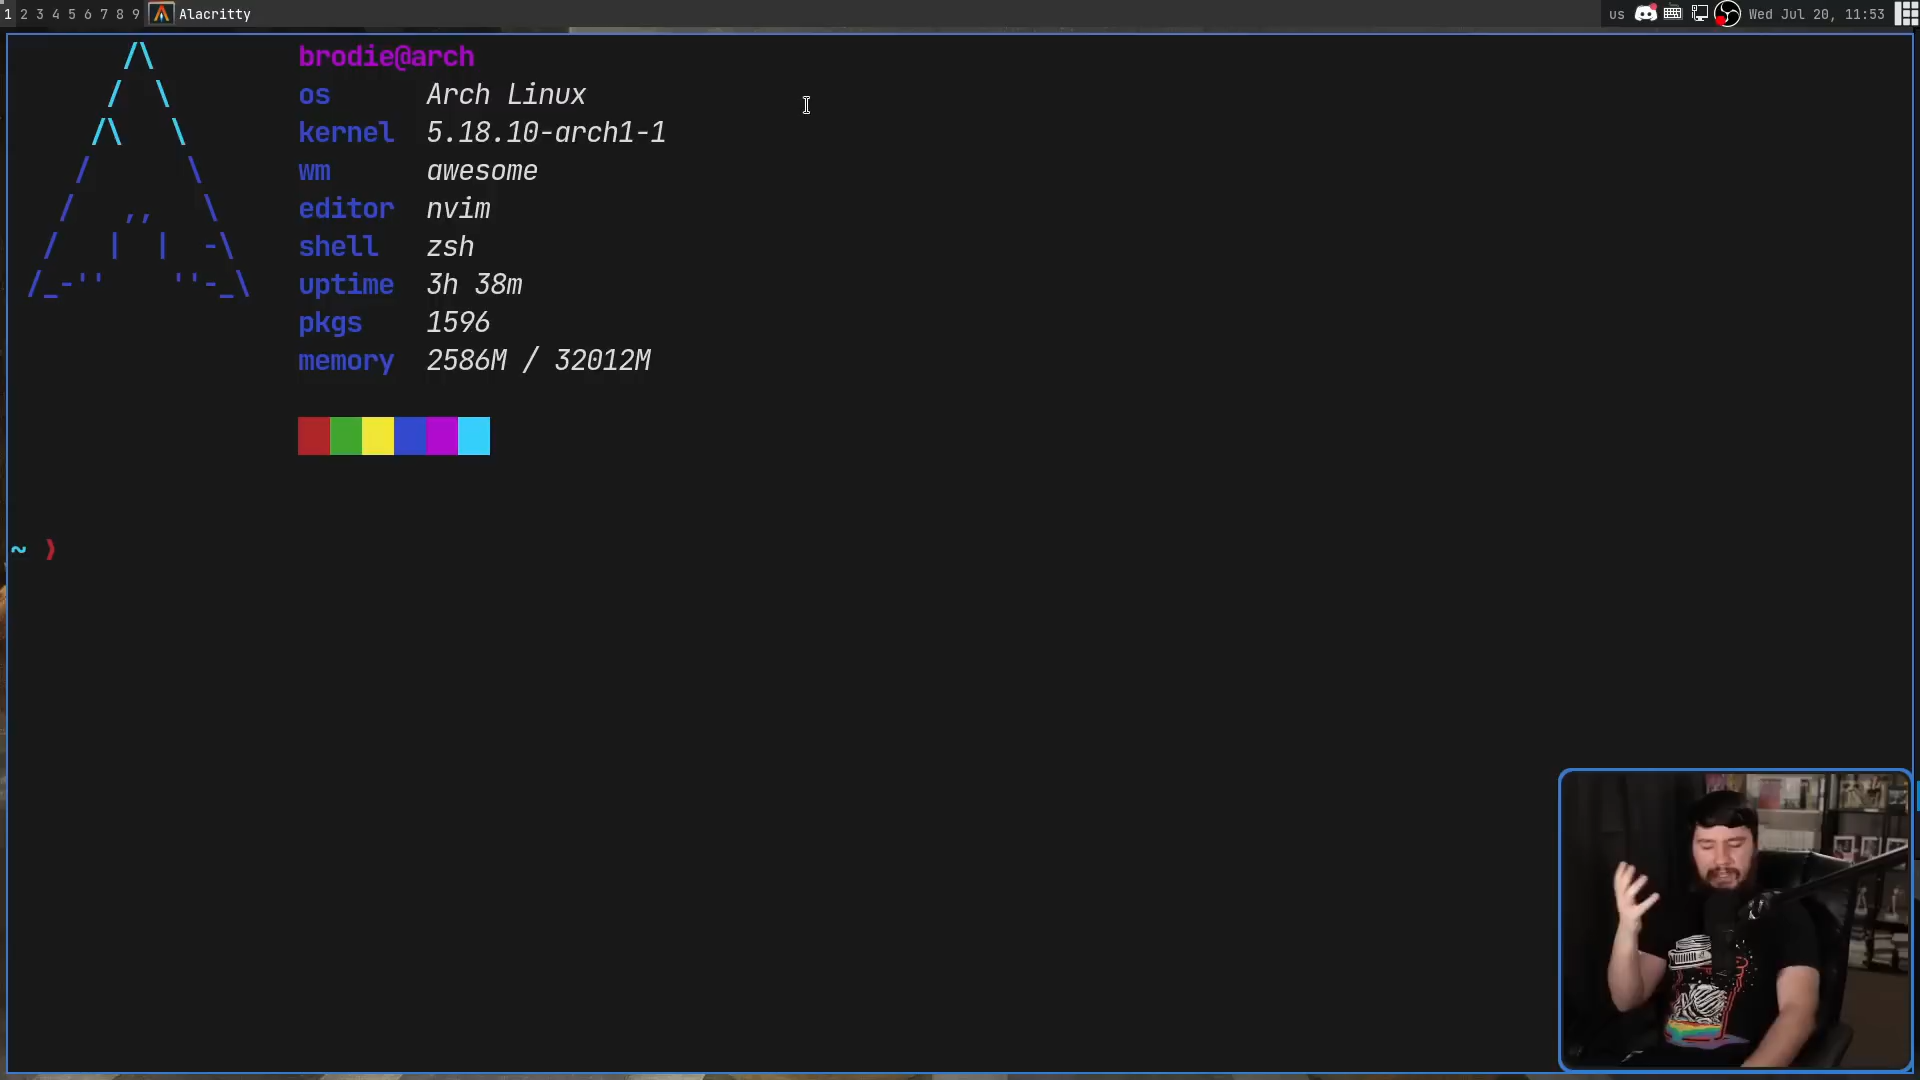 1 2 3 4 5 6 7 8 9 Alacritty us Wed Jul 20, 11:53
brodie@arch
os Arch Linux
kernel 5.18.10-arch1-1
wm awesome
editor nvim
shell zsh
uptime 3h 38m
pkgs 1596
memory 2586M / 32012M
~ ❯